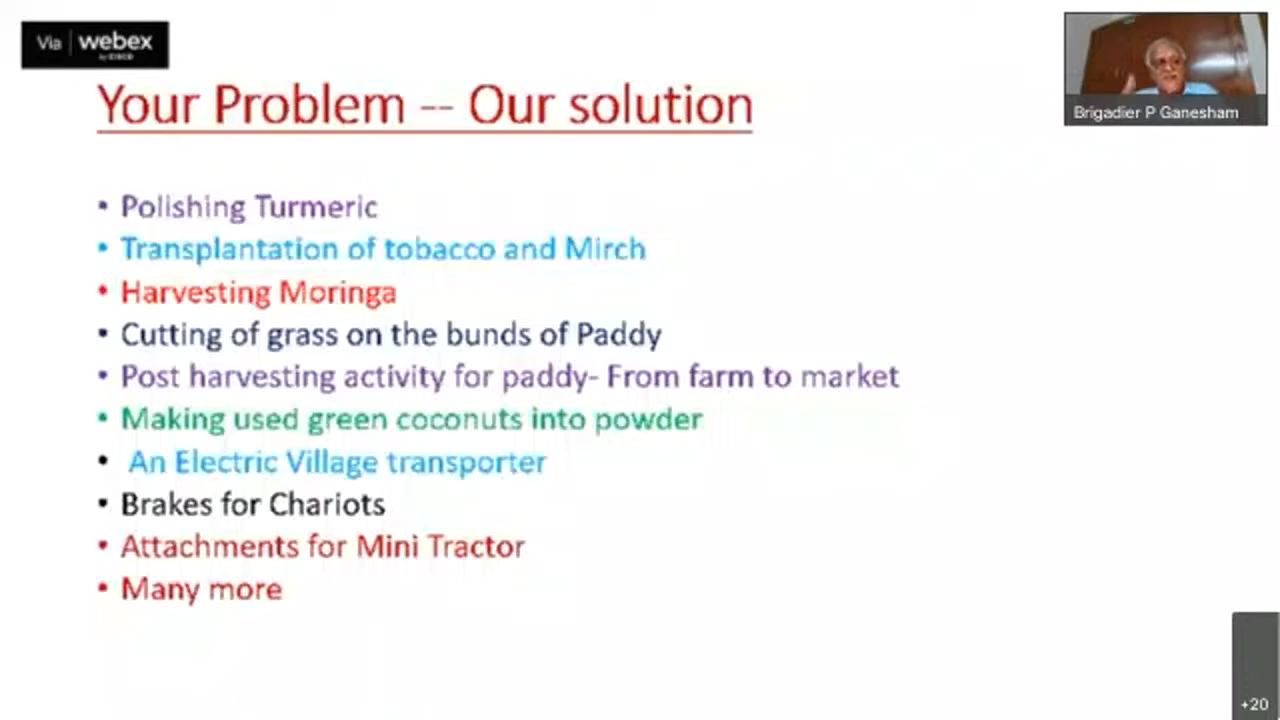 Via webex
by CISCO
Brigadier P Ganesham
Your Problem -- Our solution
• Polishing Turmeric
• Transplantation of tobacco and Mirch
• Harvesting Moringa
• Cutting of grass on the bunds of Paddy
• Post harvesting activity for paddy- From farm to market
• Making used green coconuts into powder
• An Electric Village transporter
• Brakes for Chariots
• Attachments for Mini Tractor
• Many more
+20